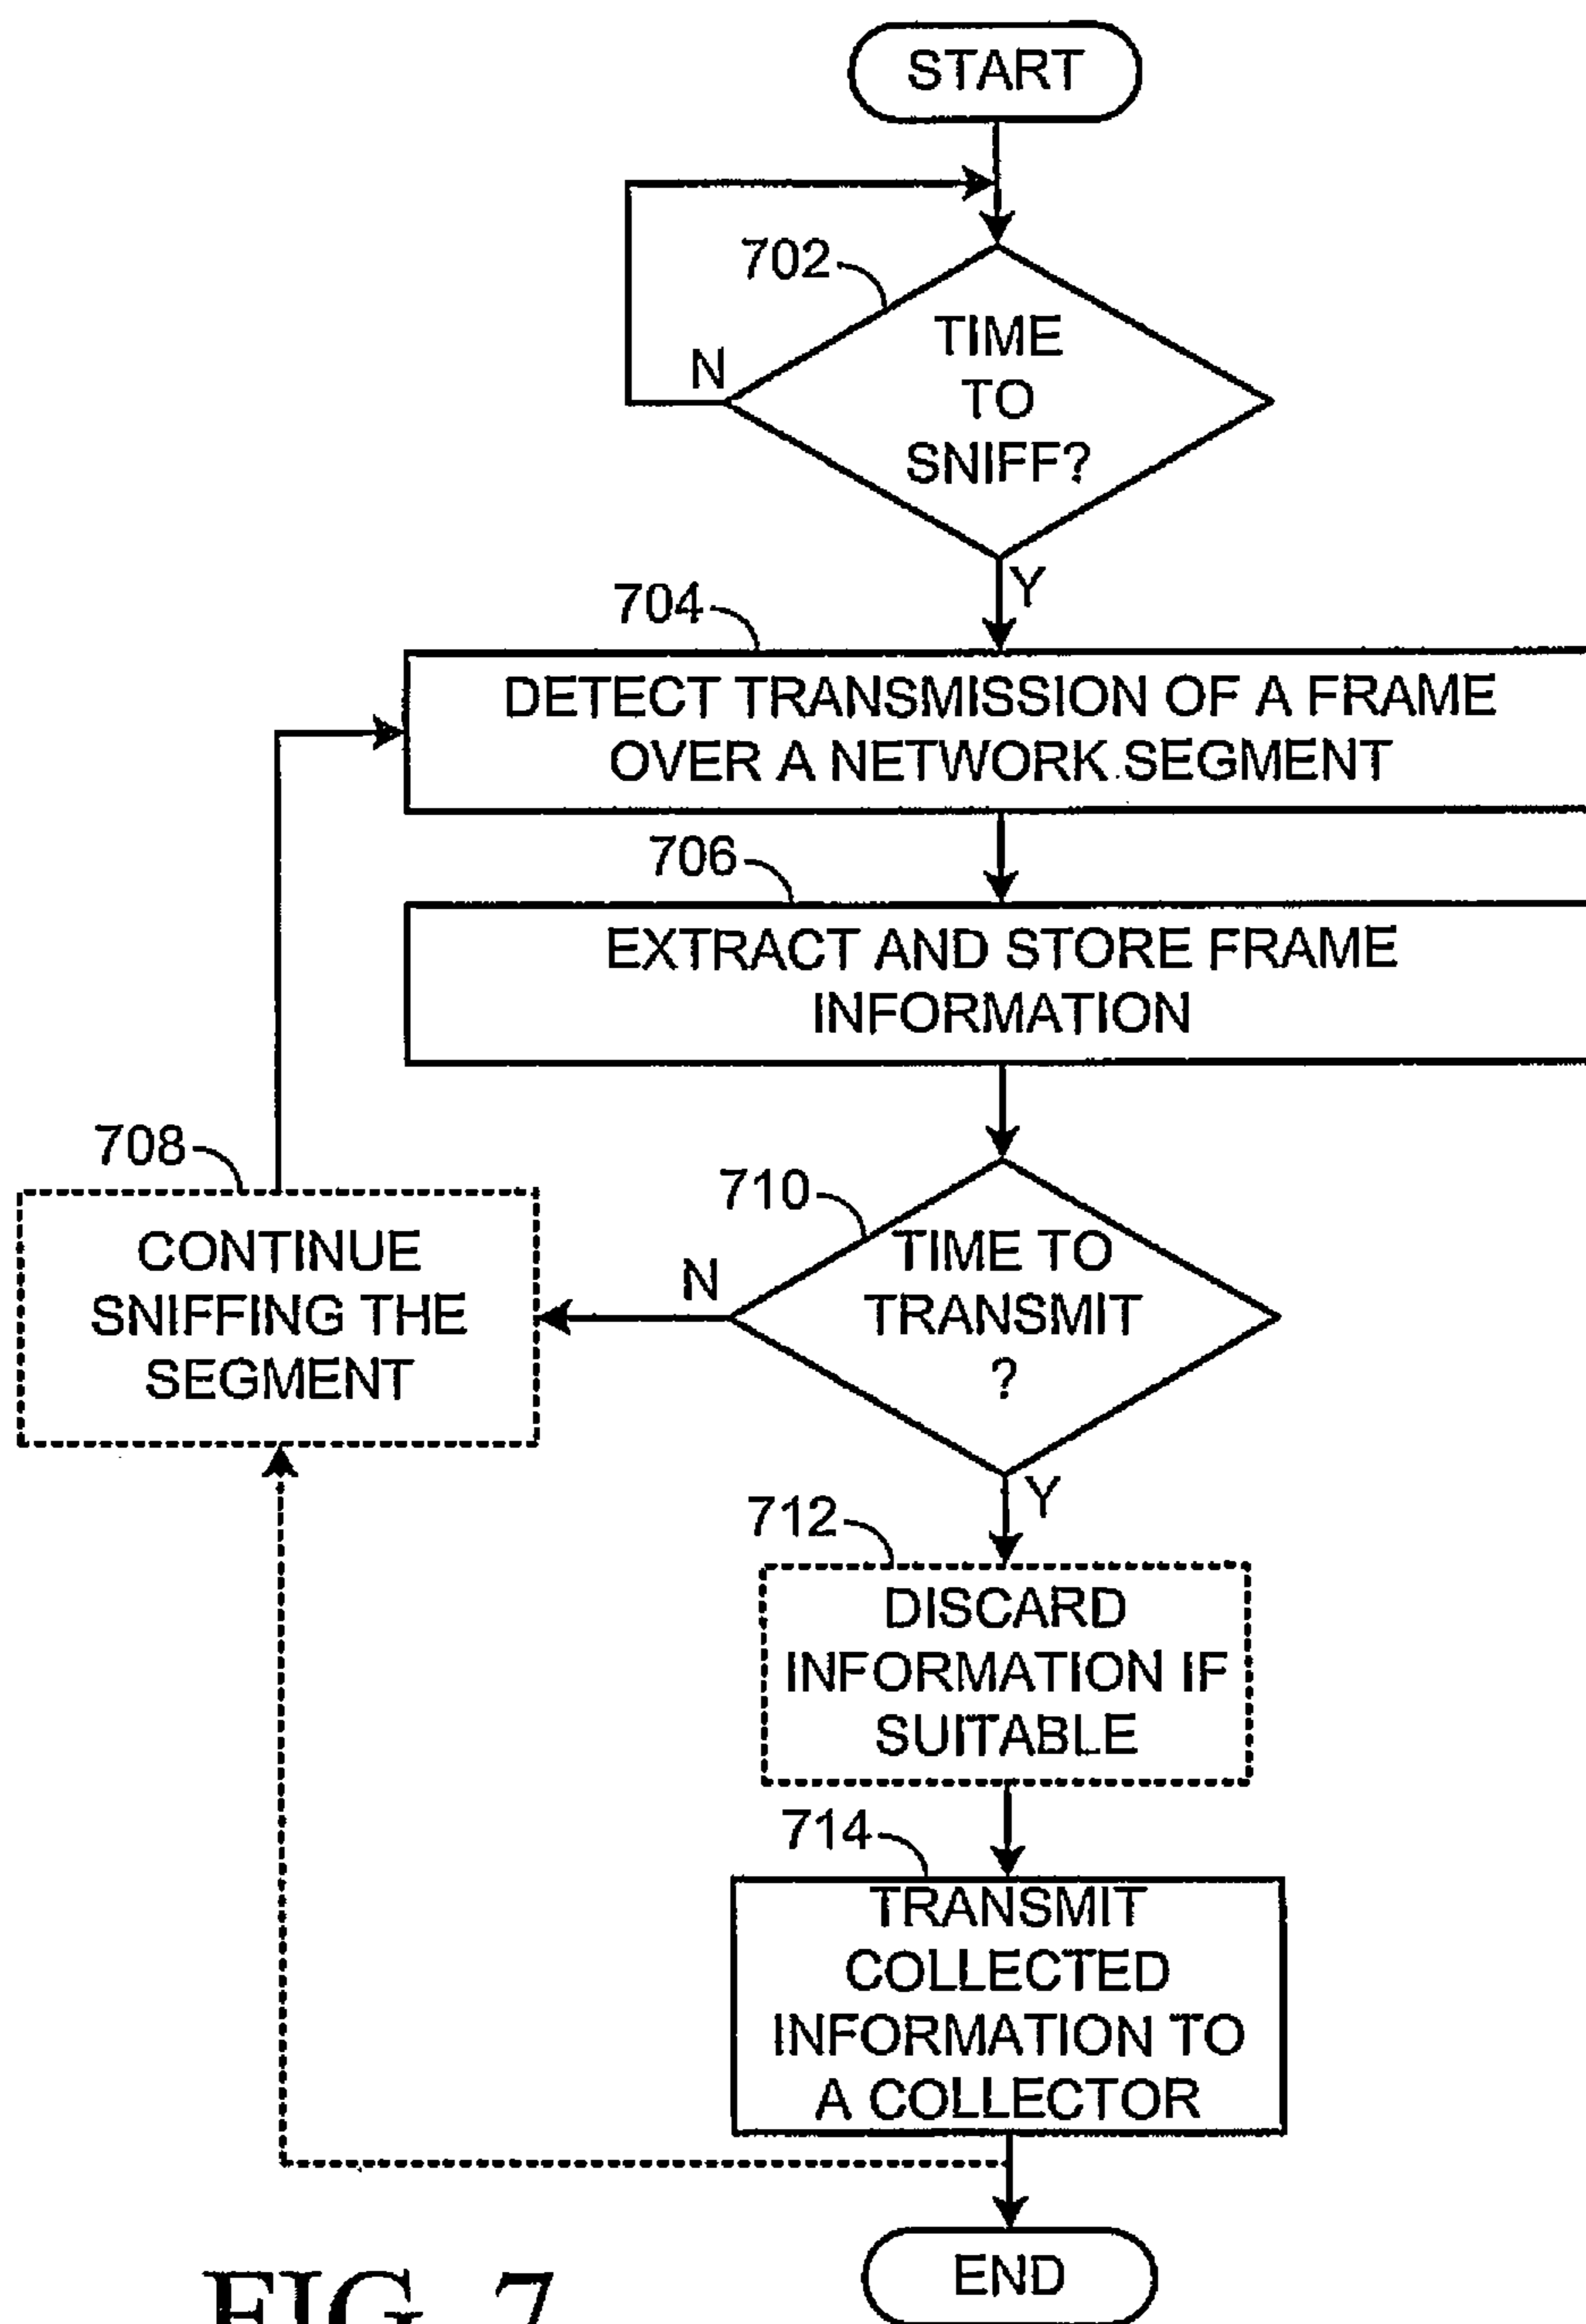 START
702
TIME
TO
SNIFF?
N
Y
704
DETECT TRANSMISSION OF A FRAME
OVER A NETWORK SEGMENT
706
EXTRACT AND STORE FRAME
INFORMATION
708
CONTINUE
SNIFFING THE
SEGMENT
710
TIME TO
TRANSMIT
?
N
Y
712
DISCARD
INFORMATION IF
SUITABLE
714
TRANSMIT
COLLECTED
INFORMATION TO
A COLLECTOR
END
FIG. 7